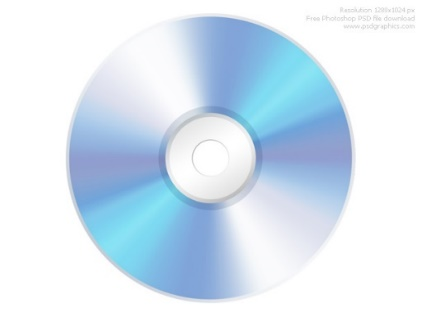 Resolution 1280x1024 px
Free Photoshop PSD file download
www.psdgraphics.com